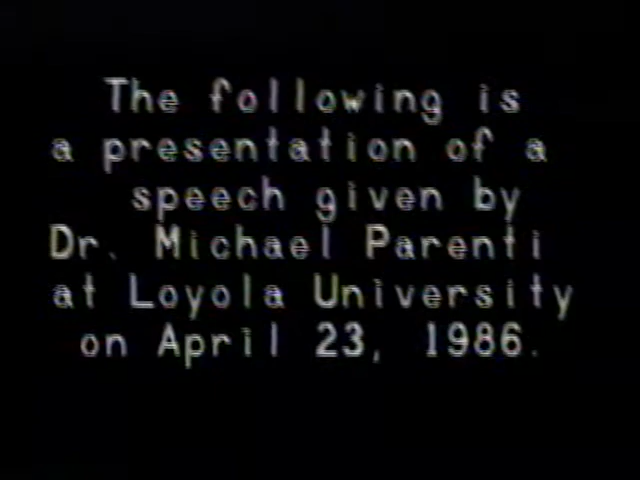 The following is
a presentation of a
speech given by
Dr. Michael Parenti
at Loyola University
on April 23, 1986.